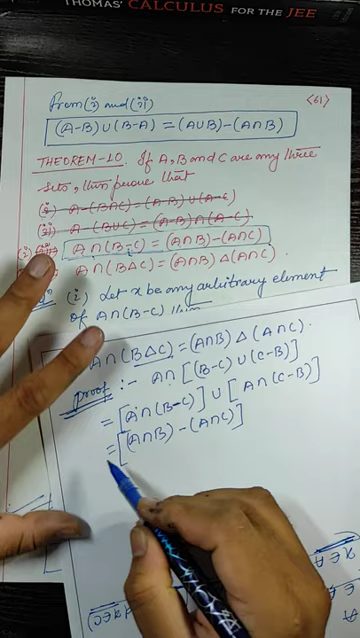 THOMAS' CALCULUS FOR THE JEE
From (i) and (ii)
<61>
(A-B)∪(B-A) = (A∪B)-(A∩B)
THEOREM-10. If A, B and C are any three
sets, then prove that
(i) A-(B∩C) = (A-B)∪(A-C)
(ii) A-(B∪C) = (A-B)∩(A-C)
A∩(B-C) = (A∩B)-(A∩C)
A∩(BΔC) = (A∩B)Δ(A∩C)
(i) Let x be any arbitrary element
of A∩(B-C) then
A∩(BΔC) = (A∩B)Δ(A∩C).
proof :- A∩[(B-C)∪(C-B)]
= [A∩(B-C)]∪[A∩(C-B)]
= [(A∩B)-(A∩C)]